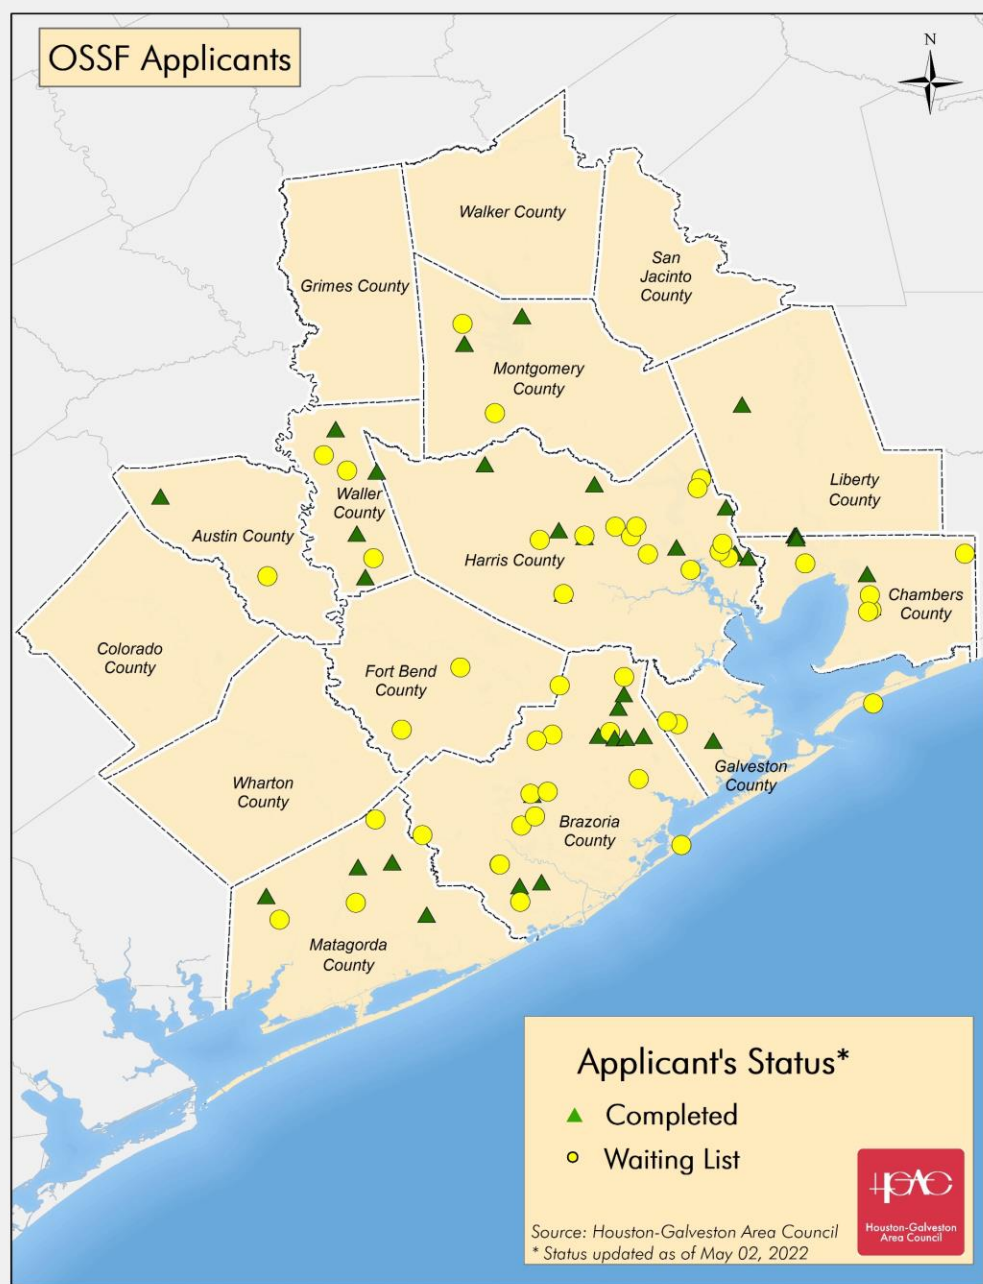 OSSF Applicants
N
Walker County
San
Jacinto
County
Grimes County
Montgomery
County
Liberty
County
Waller
County
Austin County
Harris County
Chambers
County
Colorado
County
Fort Bend
County
Galveston
County
Wharton
County
Brazoria
County
Matagorda
County
Applicant's Status*
Completed
Waiting List
Source: Houston-Galveston Area Council
* Status updated as of May 02, 2022
HGAC
Houston-Galveston
Area Council